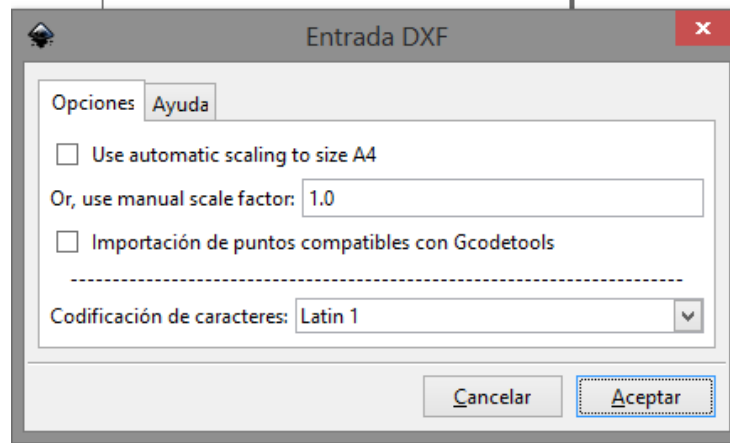 Entrada DXF
Opciones Ayuda
Use automatic scaling to size A4
Or, use manual scale factor: 1.0
Importación de puntos compatibles con Gcodetools
Codificación de caracteres: Latin 1
Cancelar Aceptar